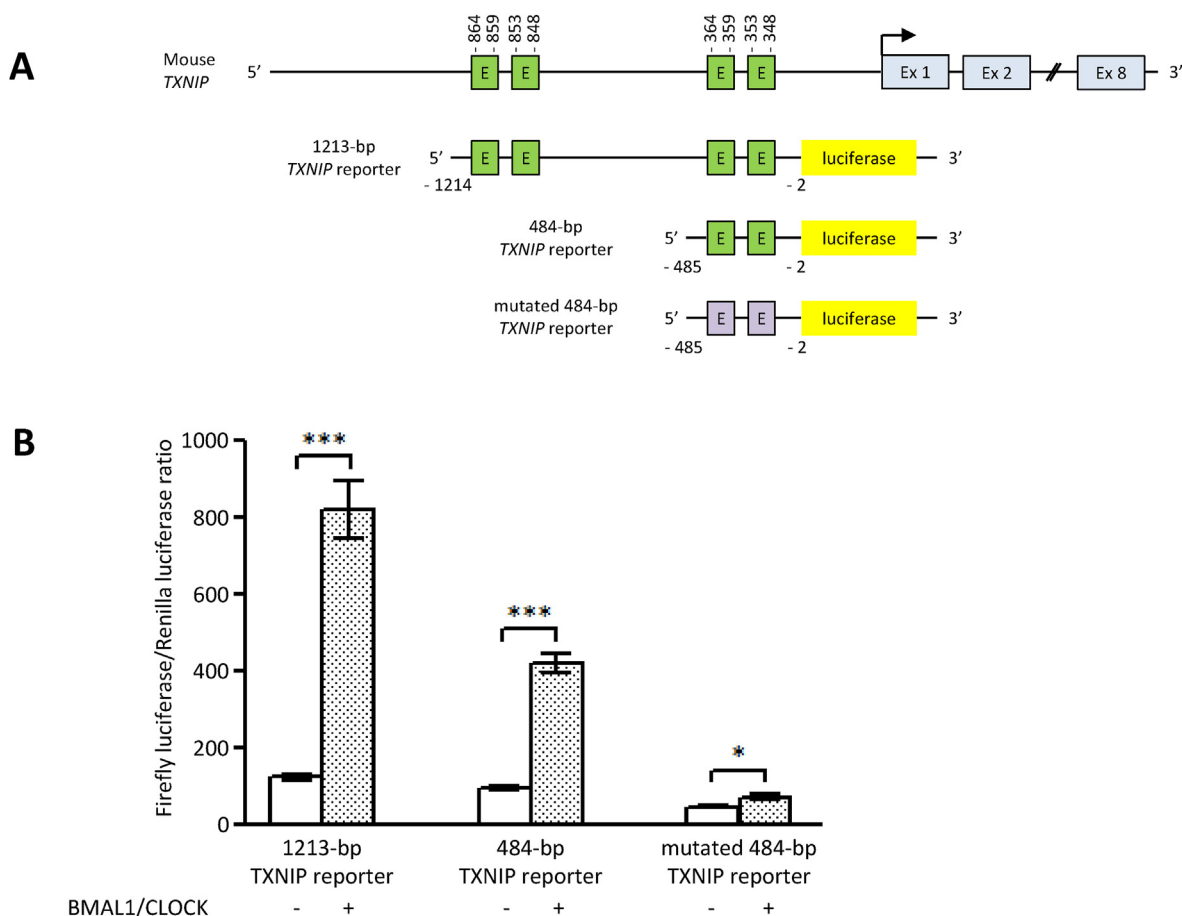 A
Mouse
TXNIP
5’
- 864
- 859
- 853
- 848
- 364
- 359
- 353
- 348
E
E
E
E
Ex 1
Ex 2
Ex 8
3’
1213-bp
TXNIP reporter
5’
E
E
E
E
luciferase
3’
- 1214
- 2
484-bp
TXNIP reporter
5’
E
E
luciferase
3’
- 485
- 2
mutated 484-bp
TXNIP reporter
5’
E
E
luciferase
3’
- 485
- 2
B
Firefly luciferase/Renilla luciferase ratio
1000
800
600
400
200
0
***
***
*
1213-bp
TXNIP reporter
484-bp
TXNIP reporter
mutated 484-bp
TXNIP reporter
BMAL1/CLOCK - + - + - +